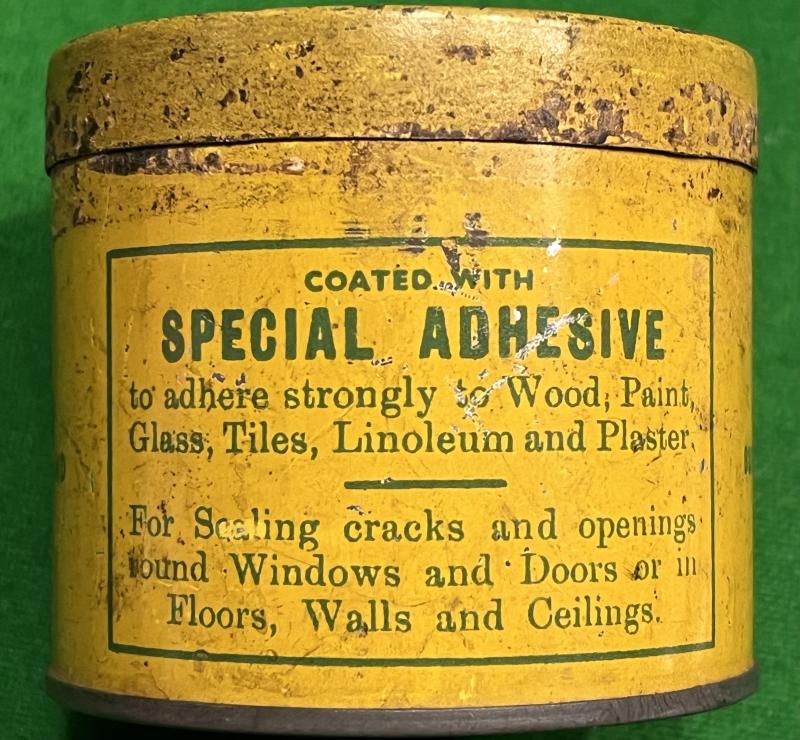 COATED WITH
SPECIAL ADHESIVE
to adhere strongly to Wood, Paint,
Glass, Tiles, Linoleum and Plaster.
For Sealing cracks and openings
round Windows and Doors or in
Floors, Walls and Ceilings.